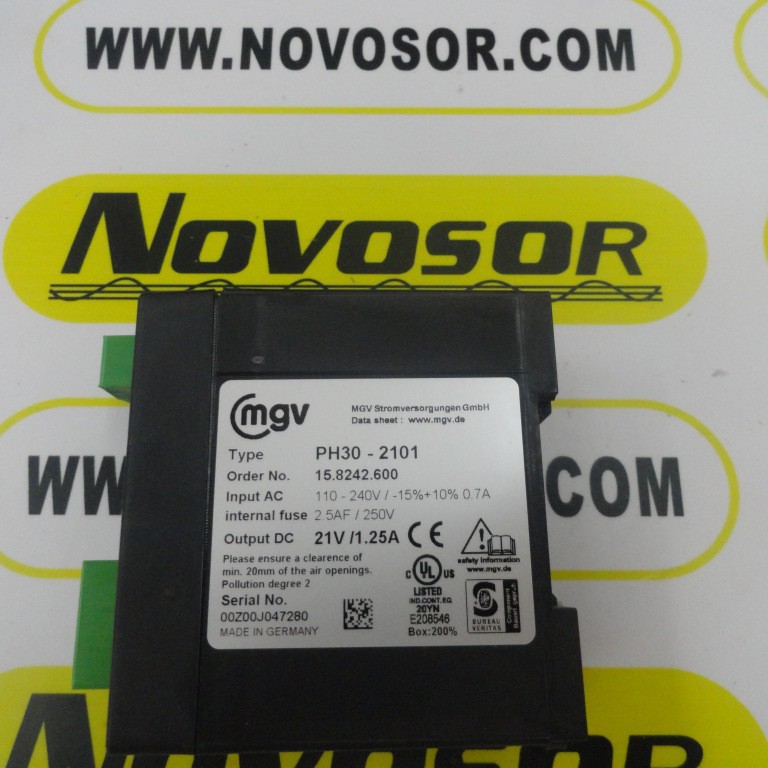 WWW.NOVOSOR.COM
NOVOSOR
mgv
MGV Stromversorgungen GmbH
Data sheet : www.mgv.de
Type PH30 - 2101
Order No. 15.8242.600
Input AC 110 - 240V / -15%+10% 0.7A
internal fuse 2.5AF / 250V
Output DC 21V /1.25A CE
Please ensure a clearence of
min. 20mm of the air openings.
Pollution degree 2
safety information
www.mgv.de
Serial No.
00Z00J047280
MADE IN GERMANY
C UL US
LISTED
IND.CONT.EQ.
20YN
E208546
Box:200%
BUREAU
VERITAS
W
COM
NOVOSOR